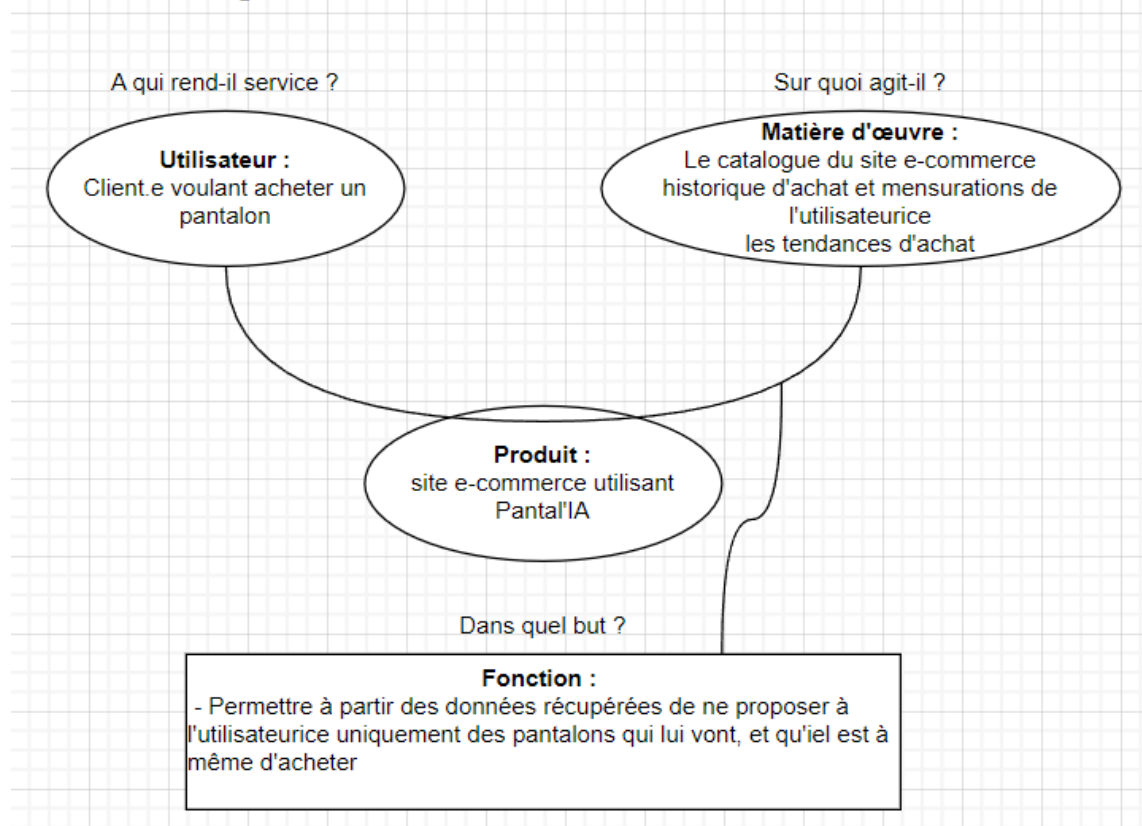 A qui rend-il service ?
Sur quoi agit-il ?
Utilisateur :
Client.e voulant acheter un
pantalon
Matière d'œuvre :
Le catalogue du site e-commerce
historique d'achat et mensurations de
l'utilisateurice
les tendances d'achat
Produit :
site e-commerce utilisant
Pantal'IA
Dans quel but ?
Fonction :
- Permettre à partir des données récupérées de ne proposer à
l'utilisateurice uniquement des pantalons qui lui vont, et qu'iel est à
même d'acheter